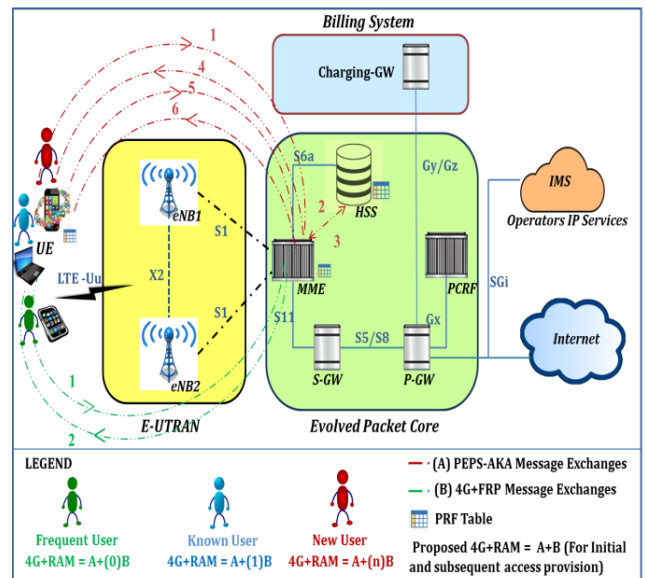 Billing System
Charging-GW
1
4
5
6
S6a
Gy/Gz
IMS
Operators IP Services
eNB1
HSS
2
3
UE
S1
MME
PCRF
SGi
LTE -Uu
X2
S1
S11
Gx
Internet
S5/S8
eNB2
S-GW
P-GW
1
2
E-UTRAN
Evolved Packet Core
LEGEND
(A) PEPS-AKA Message Exchanges
(B) 4G+FRP Message Exchanges
PRF Table
Frequent User
Known User
New User
4G+RAM = A+(0)B
4G+RAM = A+(1)B
4G+RAM = A+(n)B
Proposed 4G+RAM = A+B (For Initial
and subsequent access provision)